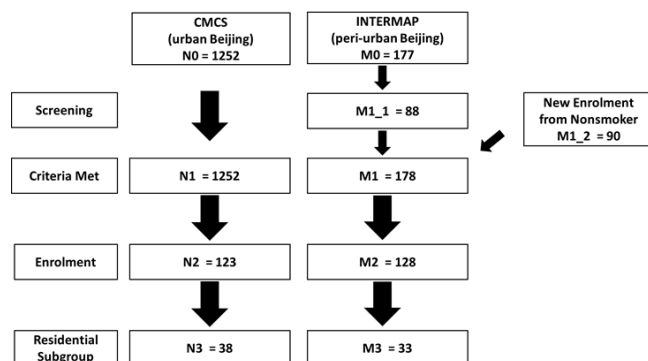 CMCS
(urban Beijing)
N0 = 1252
INTERMAP
(peri-urban Beijing)
M0 = 177
Screening
M1_1 = 88
New Enrolment
from Nonsmoker
M1_2 = 90
Criteria Met
N1 = 1252
M1 = 178
Enrolment
N2 = 123
M2 = 128
Residential
Subgroup
N3 = 38
M3 = 33